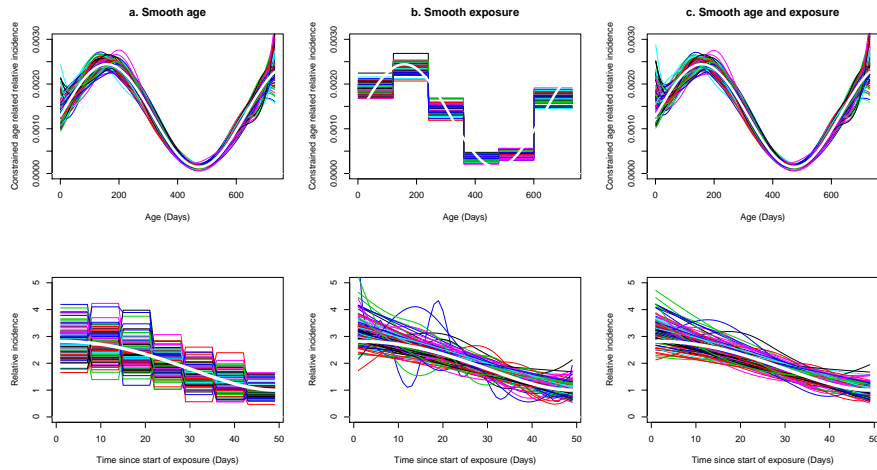 a. Smooth age
b. Smooth exposure
c. Smooth age and exposure
Constrained age related relative incidence
0.0030
0.0020
0.0010
0.0000
0 200 400 600
Age (Days)
Constrained age related relative incidence
0.0030
0.0020
0.0010
0.0000
0 200 400 600
Age (Days)
Constrained age related relative incidence
0.0030
0.0020
0.0010
0.0000
0 200 400 600
Age (Days)
Relative incidence
5
4
3
2
1
0
0 10 20 30 40 50
Time since start of exposure (Days)
Relative incidence
5
4
3
2
1
0
0 10 20 30 40 50
Time since start of exposure (Days)
Relative incidence
5
4
3
2
1
0
0 10 20 30 40 50
Time since start of exposure (Days)